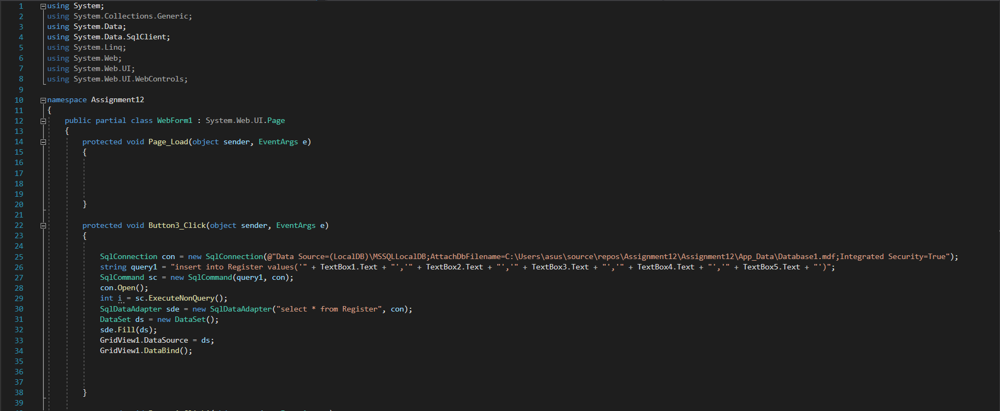 1 using System;
2 using System.Collections.Generic;
3 using System.Data;
4 using System.Data.SqlClient;
5 using System.Linq;
6 using System.Web;
7 using System.Web.UI;
8 using System.Web.UI.WebControls;
9
10 namespace Assignment12
11 {
12 public partial class WebForm1 : System.Web.UI.Page
13 {
14 protected void Page_Load(object sender, EventArgs e)
15 {
16
17
18
19
20 }
21
22 protected void Button3_Click(object sender, EventArgs e)
23 {
24
25 SqlConnection con = new SqlConnection(@"Data Source=(LocalDB)\MSSQLLocalDB;AttachDbFilename=C:\Users\asus\source\repos\Assignment12\Assignment12\App_Data\Database1.mdf;Integrated Security=True");
26 string query1 = "insert into Register values('" + TextBox1.Text + "','" + TextBox2.Text + "','" + TextBox3.Text + "','" + TextBox4.Text + "','" + TextBox5.Text + "')";
27 SqlCommand sc = new SqlCommand(query1, con);
28 con.Open();
29 int i = sc.ExecuteNonQuery();
30 SqlDataAdapter sde = new SqlDataAdapter("select * from Register", con);
31 DataSet ds = new DataSet();
32 sde.Fill(ds);
33 GridView1.DataSource = ds;
34 GridView1.DataBind();
35
36
37
38 }
39